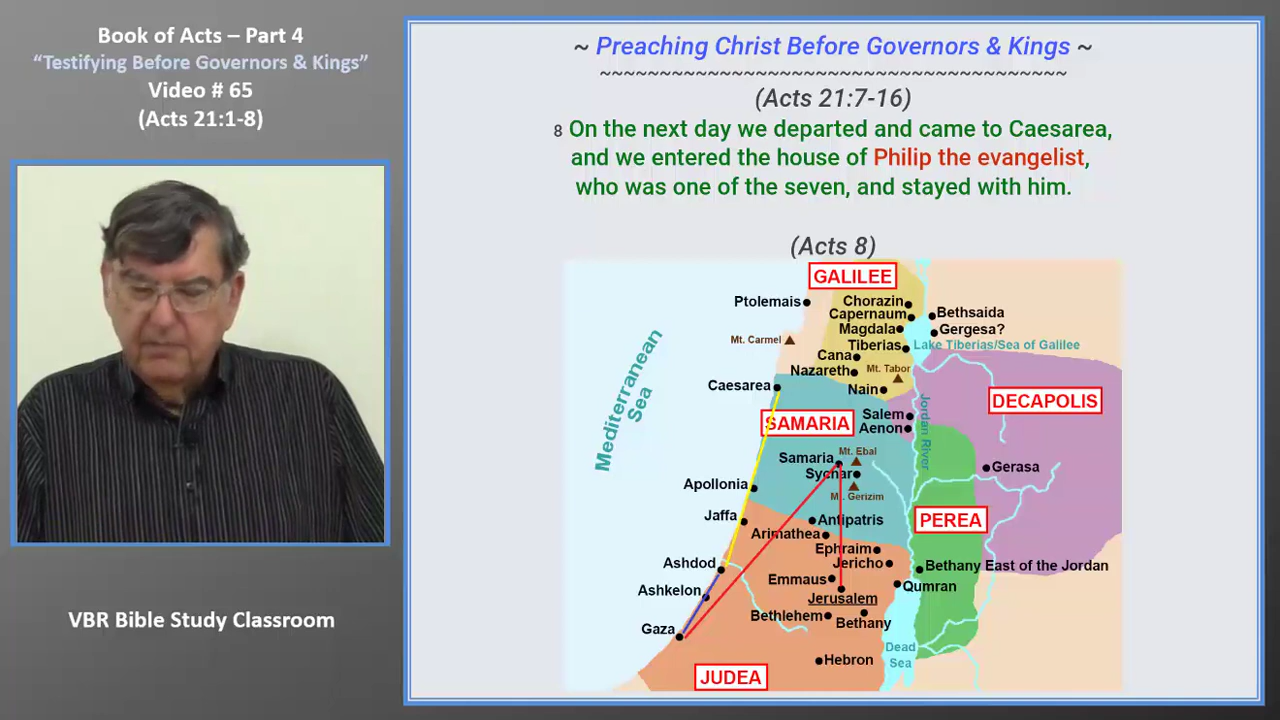 Book of Acts – Part 4
“Testifying Before Governors & Kings”
Video # 65
(Acts 21:1-8)
VBR Bible Study Classroom
~ Preaching Christ Before Governors & Kings ~
~~~~~~~~~~~~~~~~~~~~~~~~~~~~~~~~~~~
(Acts 21:7-16)
8 On the next day we departed and came to Caesarea,
and we entered the house of Philip the evangelist,
who was one of the seven, and stayed with him.
(Acts 8)
GALILEE
Ptolemais
Chorazin
Capernaum
Bethsaida
Magdala
Gergesa?
Mt. Carmel
Tiberias
Lake Tiberias/Sea of Galilee
Cana
Nazareth
Mt. Tabor
Mediterranean
Sea
Caesarea
Nain
DECAPOLIS
Jordan River
SAMARIA
Salem
Aenon
Samaria
Mt. Ebal
Sychar
Gerasa
Apollonia
Mt. Gerizim
Jaffa
Antipatris
PEREA
Arimathea
Ephraim
Ashdod
Jericho
Bethany East of the Jordan
Emmaus
Qumran
Ashkelon
Jerusalem
Bethlehem
Bethany
Gaza
Dead
Sea
Hebron
JUDEA